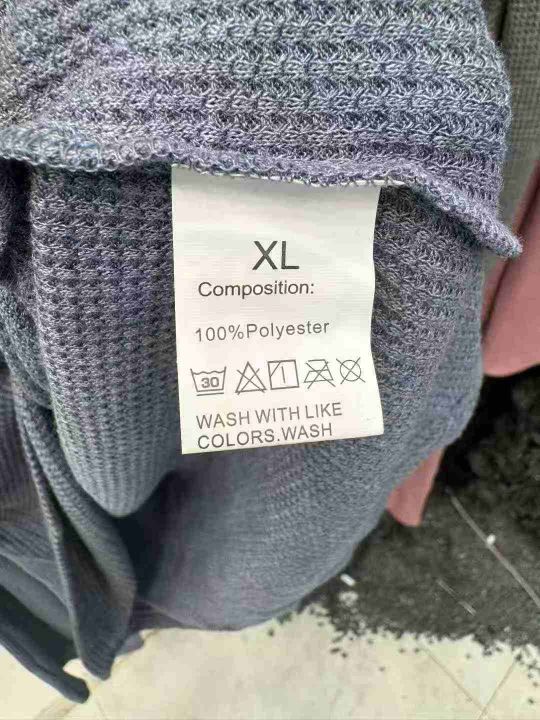 XL
Composition:
100%Polyester
30
WASH WITH LIKE
COLORS.WASH